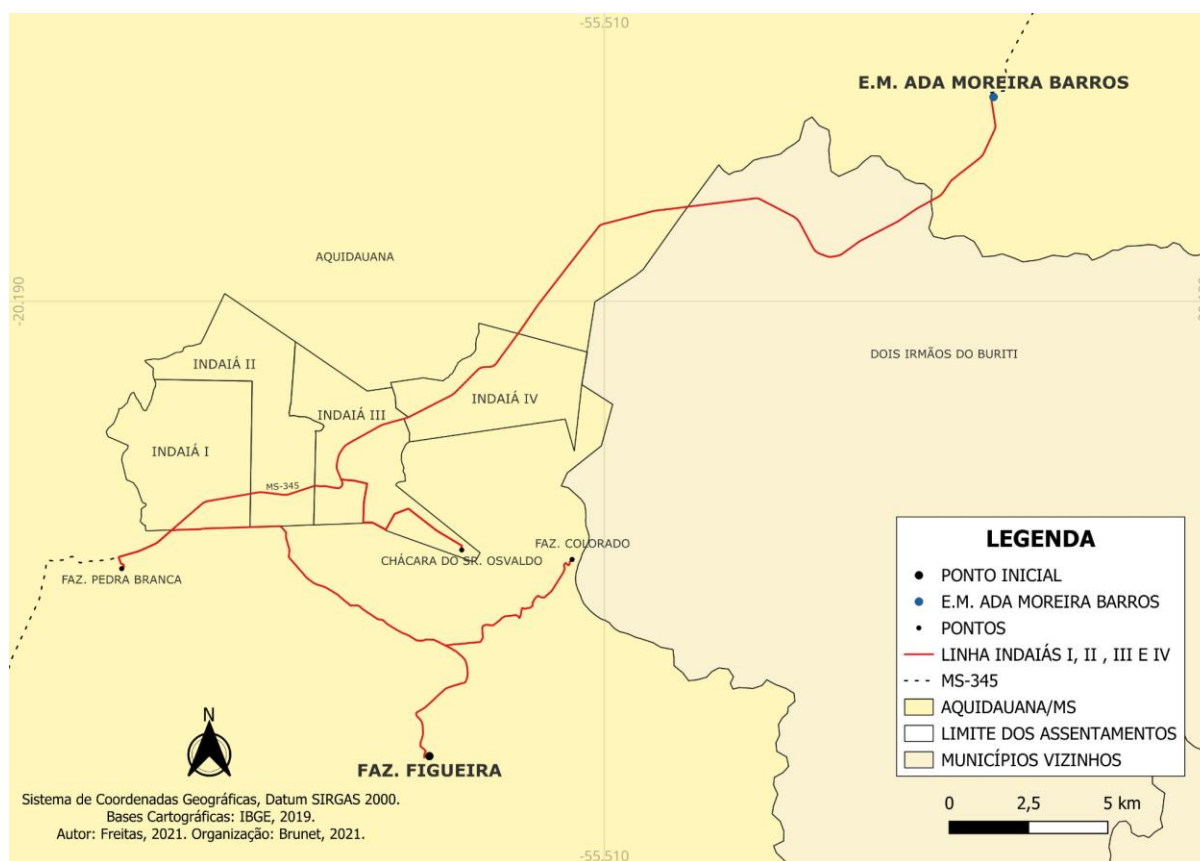 -55.510
E.M. ADA MOREIRA BARROS
AQUIDAUANA
-20.190
DOIS IRMÃOS DO BURITI
INDAIÁ II
INDAIÁ IV
INDAIÁ III
INDAIÁ I
MS-345
FAZ. COLORADO
CHÁCARA DO SR. OSVALDO
FAZ. PEDRA BRANCA
FAZ. FIGUEIRA
N
Sistema de Coordenadas Geográficas, Datum SIRGAS 2000.
Bases Cartográficas: IBGE, 2019.
Autor: Freitas, 2021. Organização: Brunet, 2021.
LEGENDA
PONTO INICIAL
E.M. ADA MOREIRA BARROS
PONTOS
LINHA INDAIÁS I, II , III E IV
MS-345
AQUIDAUANA/MS
LIMITE DOS ASSENTAMENTOS
MUNICÍPIOS VIZINHOS
0 2,5 5 km
-55.510